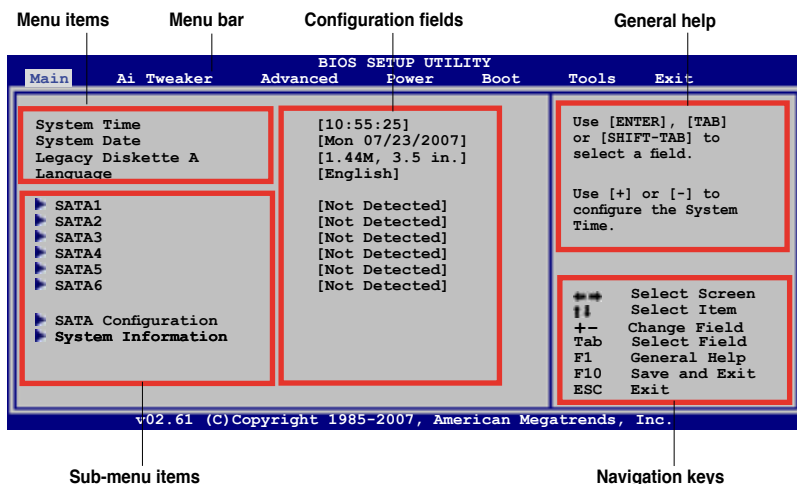 Menu items Menu bar Configuration fields General help
BIOS SETUP UTILITY
Main Ai Tweaker Advanced Power Boot Tools Exit
System Time [10:55:25]
System Date [Mon 07/23/2007]
Legacy Diskette A [1.44M, 3.5 in.]
Language [English]
SATA1 [Not Detected]
SATA2 [Not Detected]
SATA3 [Not Detected]
SATA4 [Not Detected]
SATA5 [Not Detected]
SATA6 [Not Detected]
SATA Configuration
System Information
Use [ENTER], [TAB]
or [SHIFT-TAB] to
select a field.
Use [+] or [-] to
configure the System
Time.
←→ Select Screen
↑↓ Select Item
+- Change Field
Tab Select Field
F1 General Help
F10 Save and Exit
ESC Exit
v02.61 (C)Copyright 1985-2007, American Megatrends, Inc.
Sub-menu items Navigation keys